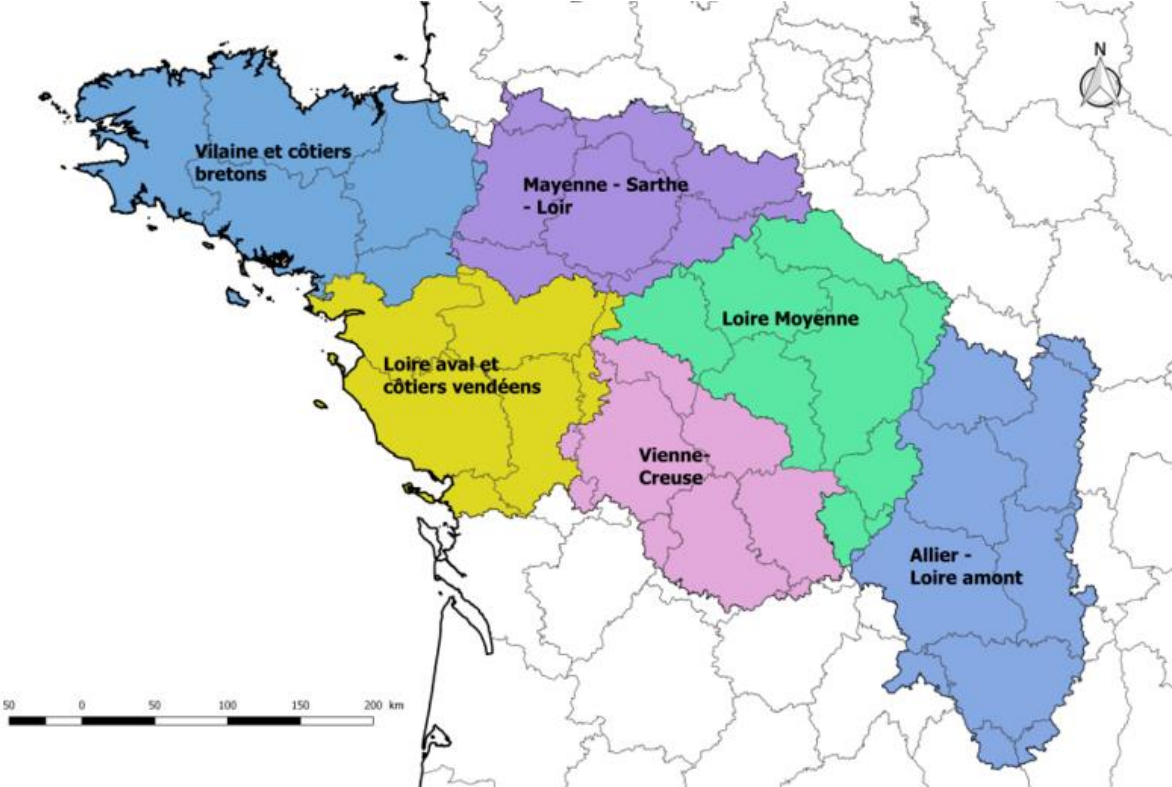 N
Vilaine et côtiers
bretons
Mayenne - Sarthe
- Loir
Loire Moyenne
Loire aval et
côtiers vendéens
Vienne-
Creuse
Allier -
Loire amont
50 0 50 100 150 200 km